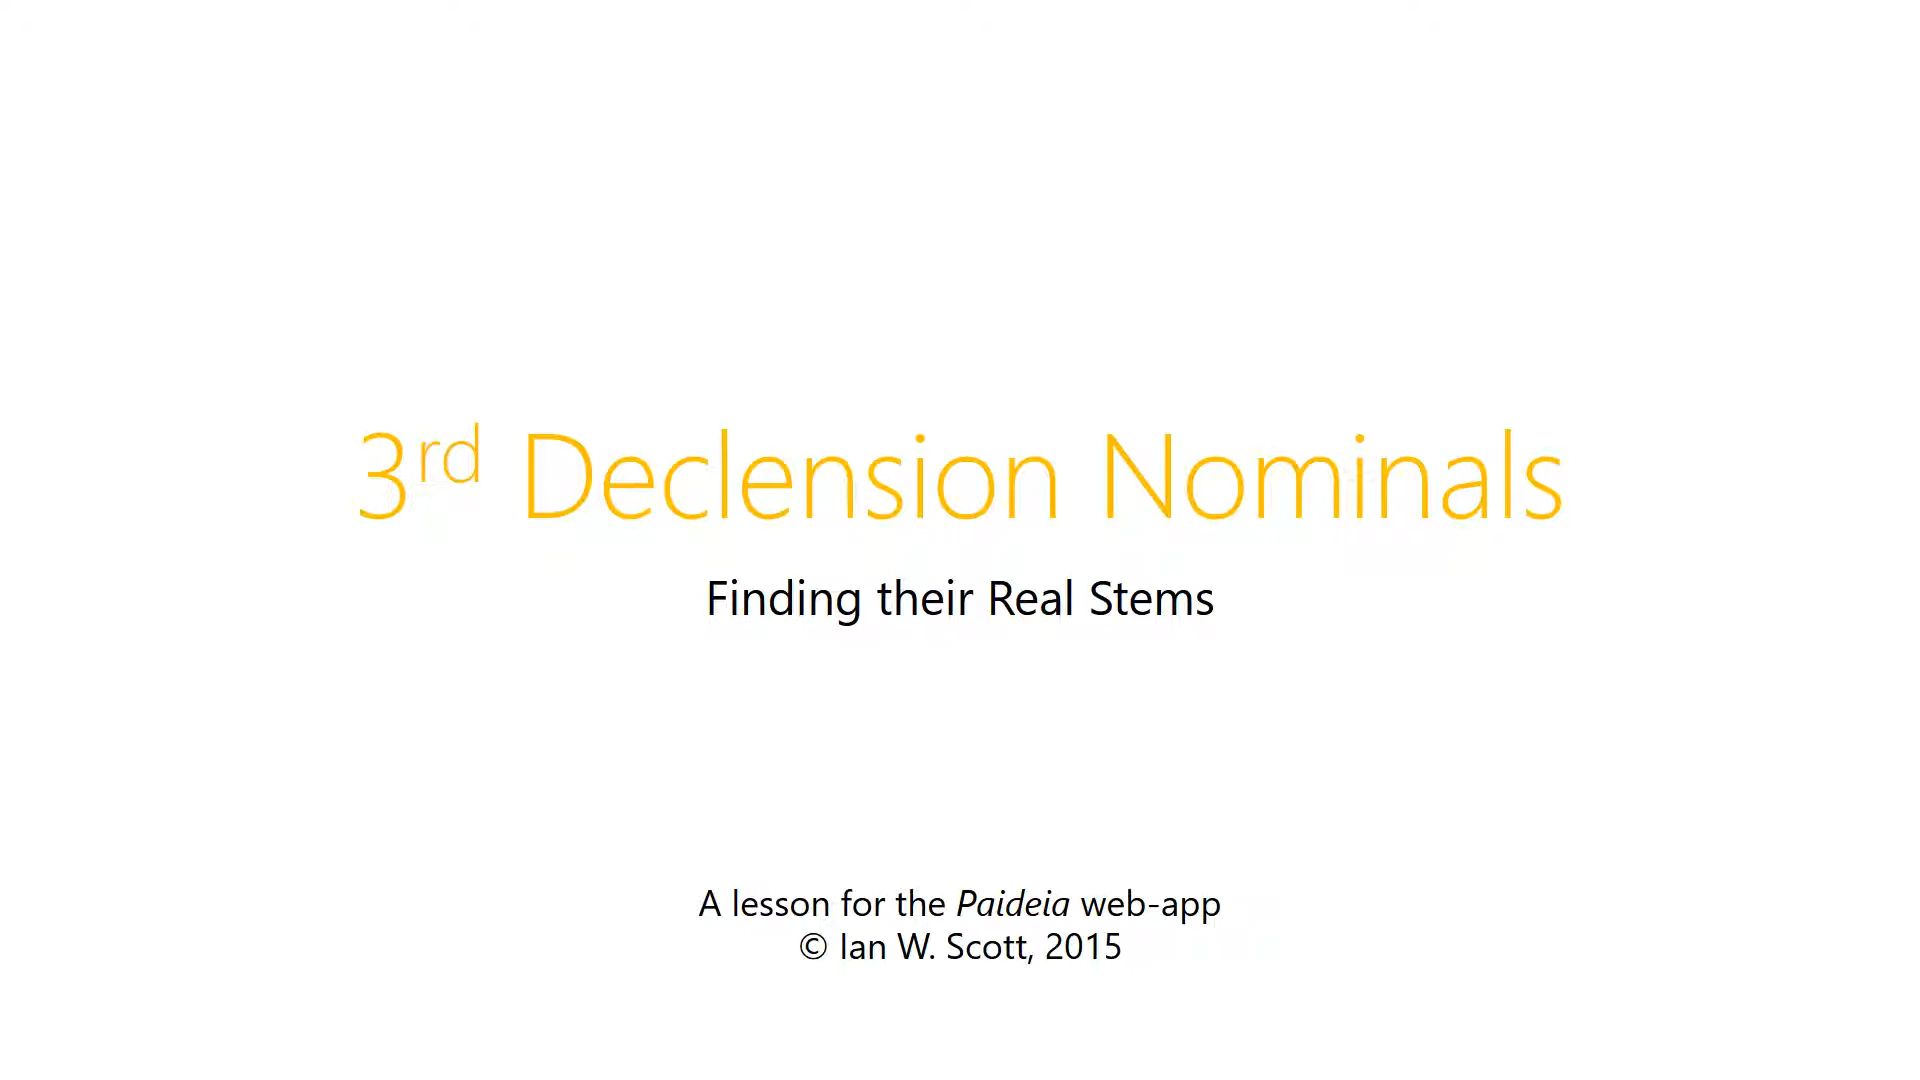 3rd Declension Nominals
Finding their Real Stems
A lesson for the Paideia web-app
© Ian W. Scott, 2015